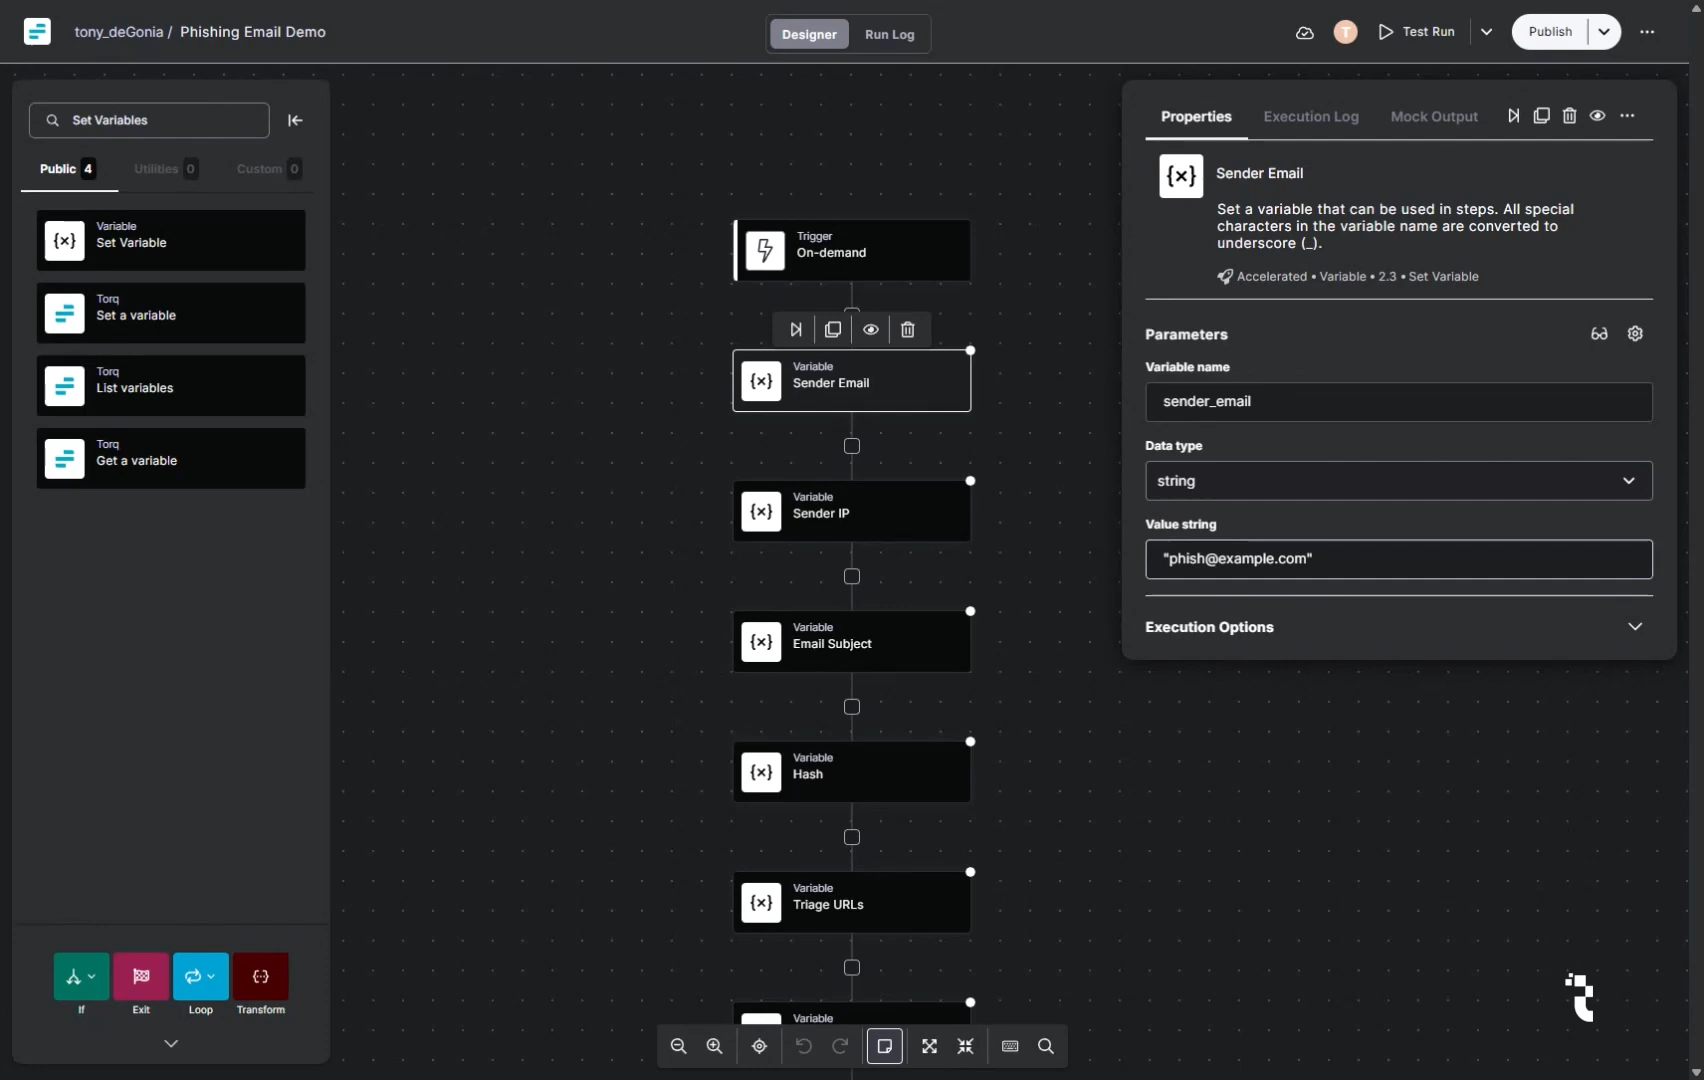 tony_deGonia / Phishing Email Demo
Designer
Run Log
T
Test Run
Publish
Set Variables
Public 4
Utilities 0
Custom 0
Variable
Set Variable
Torq
Set a variable
Torq
List variables
Torq
Get a variable
If
Exit
Loop
Transform
Trigger
On-demand
{x}
Variable
Sender Email
Variable
Sender IP
Variable
Email Subject
Variable
Hash
Variable
Triage URLs
Variable
Properties
Execution Log
Mock Output
Sender Email
Set a variable that can be used in steps. All special
characters in the variable name are converted to
underscore (_).
Accelerated • Variable • 2.3 • Set Variable
Parameters
Variable name
sender_email
Data type
string
Value string
"phish@example.com"
Execution Options